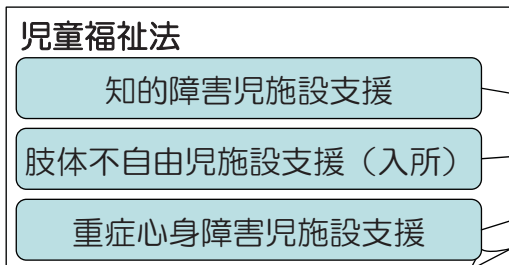 児童福祉法
知的障害児施設支援
肢体不自由児施設支援（入所）
重症心身障害児施設支援